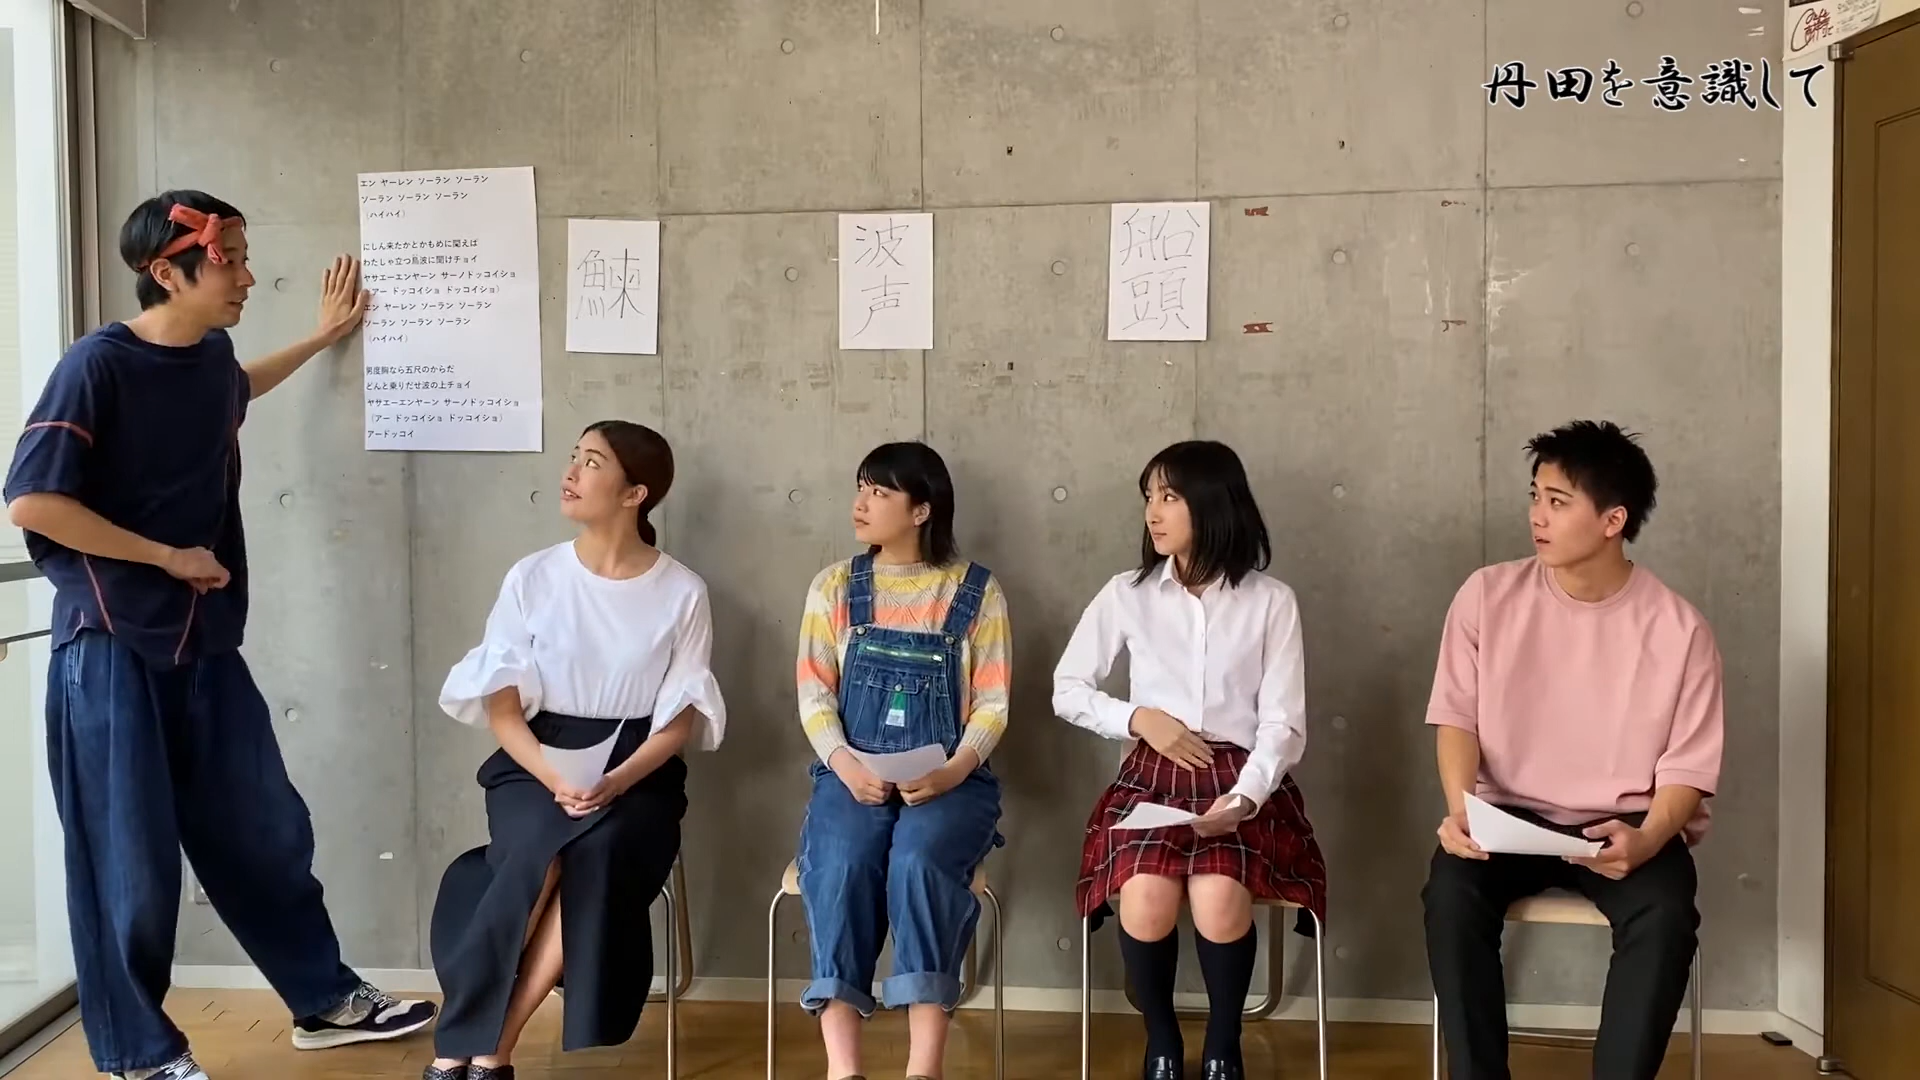 丹田を意識して
エン ヤーレン ソーラン ソーラン
ソーラン ソーラン ソーラン
（ハイハイ）
にしん来たかとかもめに聞えば
わたしゃ立つ鳥波に聞けチョイ
ヤサエーエンヤーン サーノドッコイショ
（アー ドッコイショ ドッコイショ）
エン ヤーレン ソーラン ソーラン
ソーラン ソーラン ソーラン
（ハイハイ）
男度胸なら五尺のからだ
どんと乗りだせ波の上チョイ
ヤサエーエンヤーン サーノドッコイショ
（アー ドッコイショ ドッコイショ）
アードッコイ
鰊
波
声
船
頭